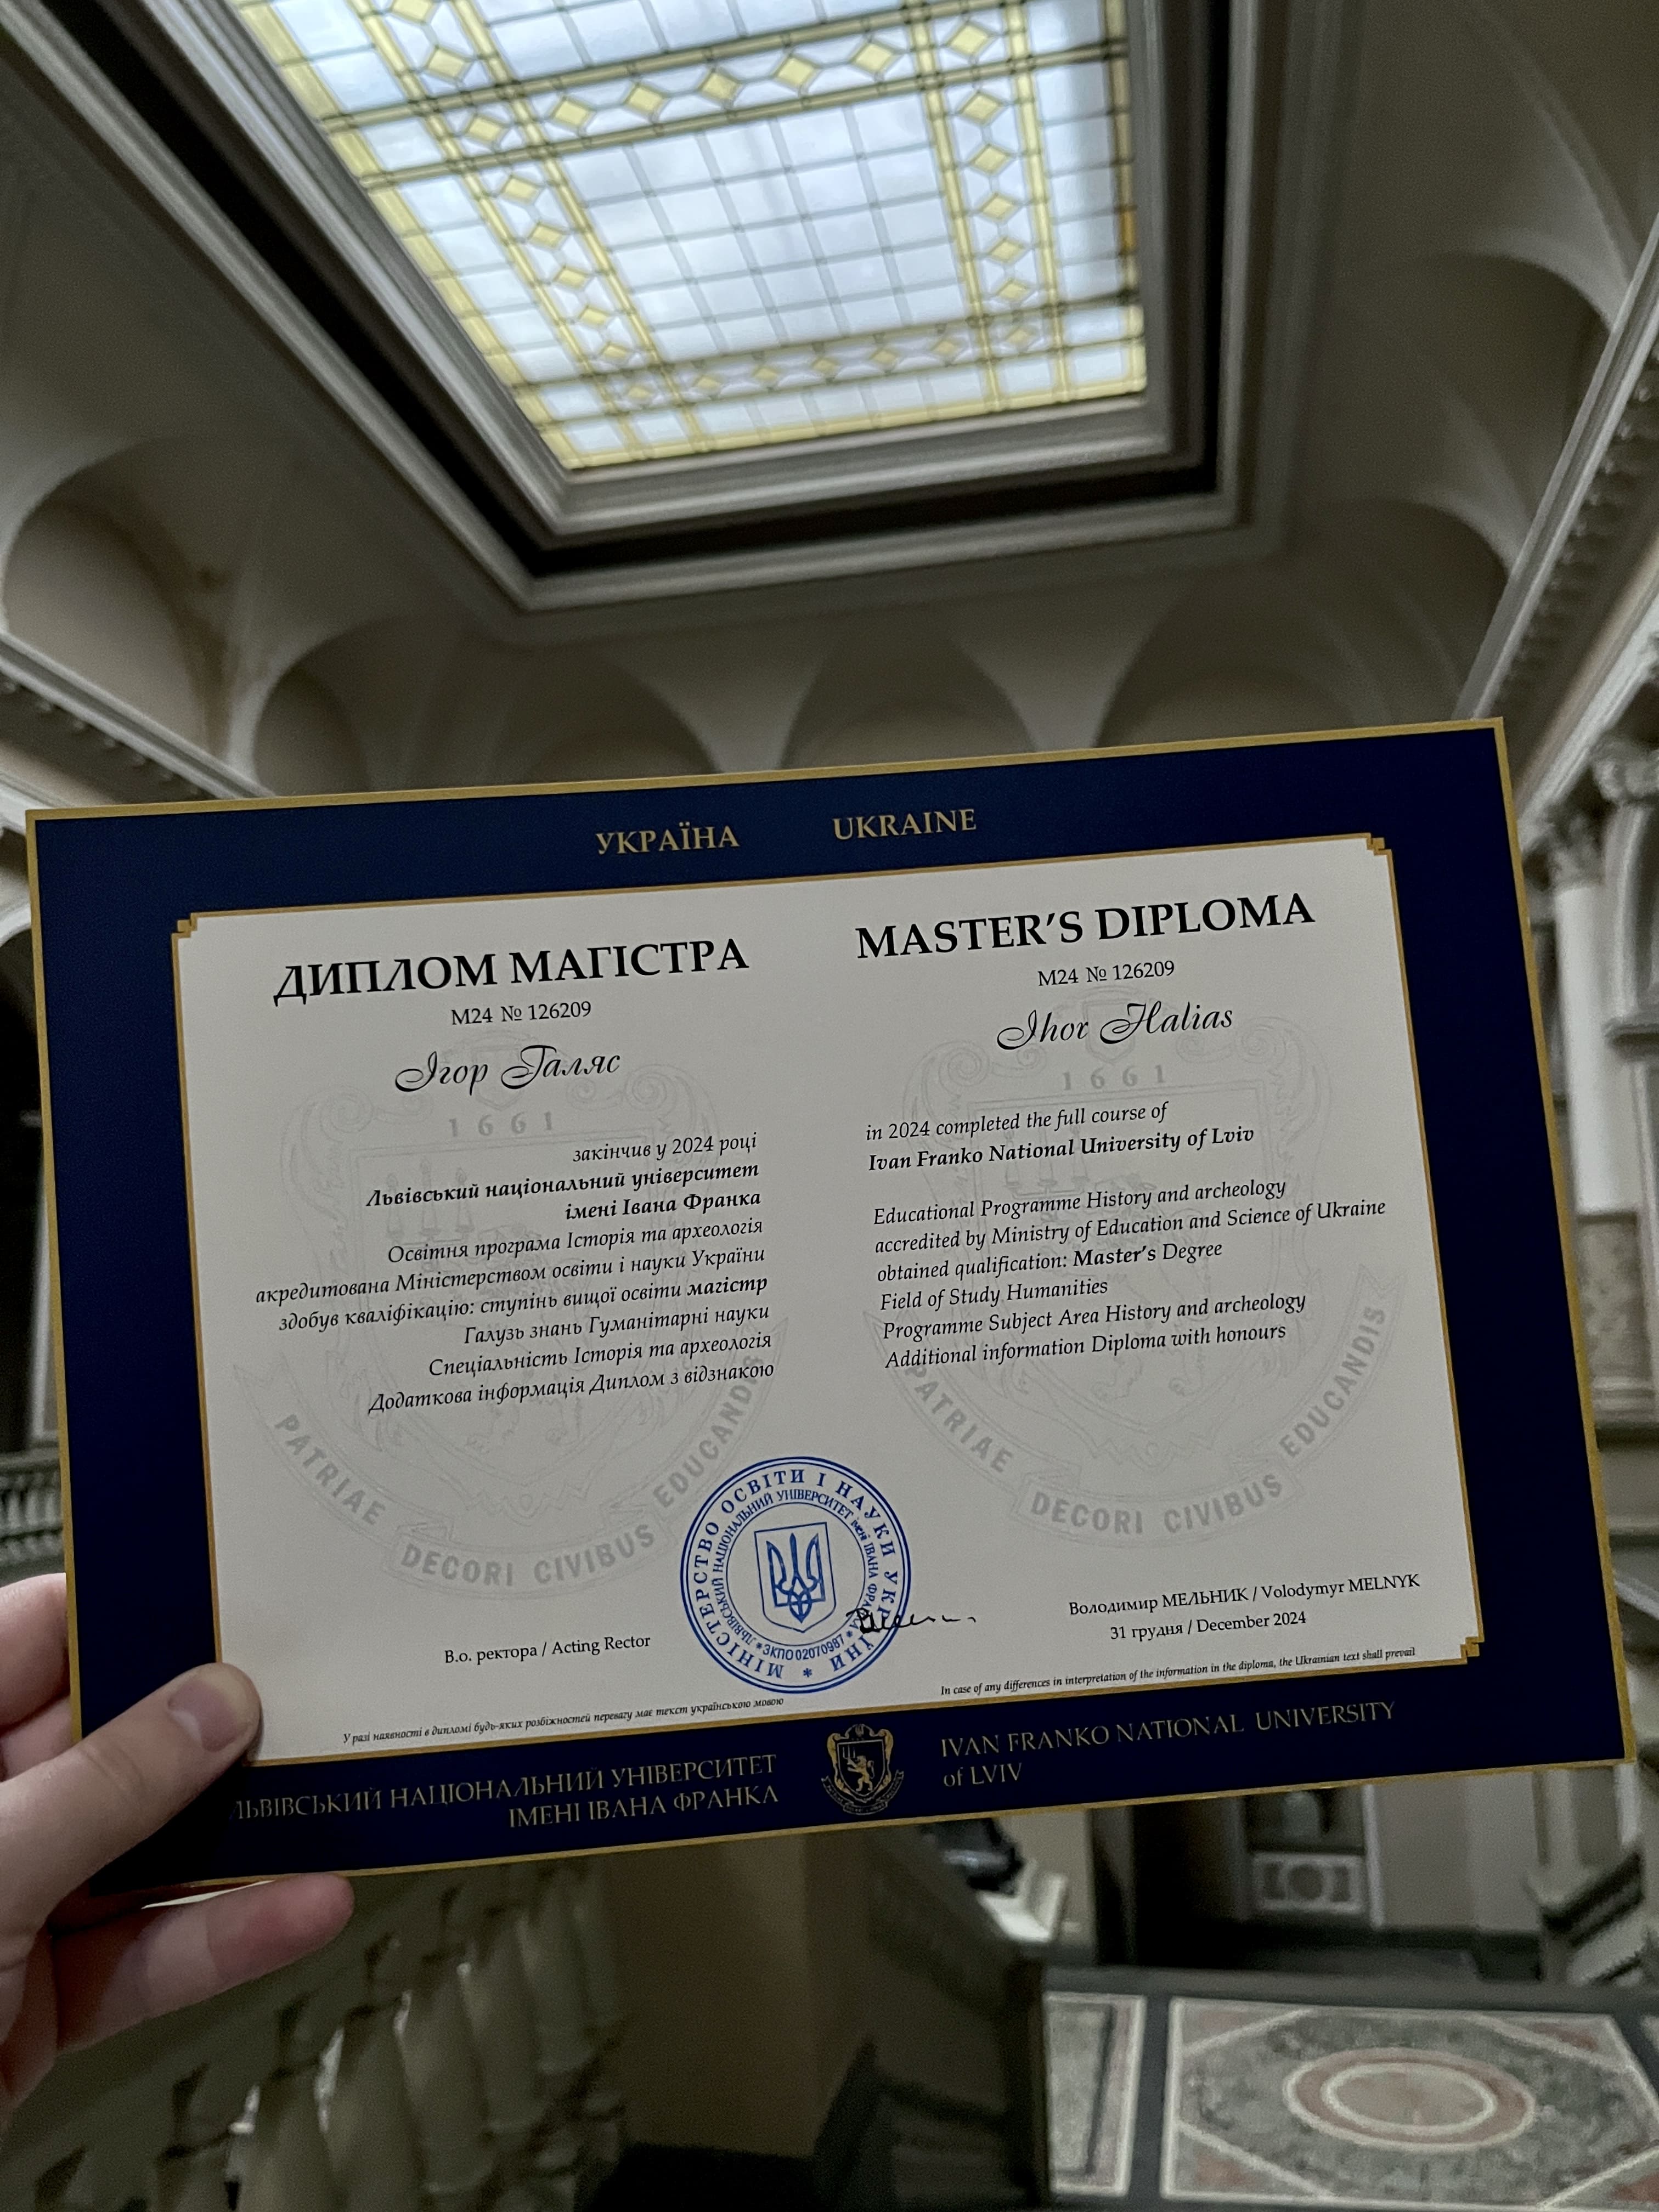 УКРАЇНА
UKRAINE
ДИПЛОМ МАГІСТРА
М24 № 126209
Ігор Галяс
1661
закінчив у 2024 році
Львівський національний університет
імені Івана Франка
Освітня програма Історія та археологія
акредитована Міністерством освіти і науки України
здобув кваліфікацію: ступінь вищої освіти магістр
Галузь знань Гуманітарні науки
Спеціальність Історія та археологія
Додаткова інформація Диплом з відзнакою
PATRIAE DECORI CIVIBUS EDUCANDIS
В.о. ректора / Acting Rector
У разі наявності в дипломі будь-яких розбіжностей перевагу має текст українською мовою
MASTER'S DIPLOMA
M24 № 126209
Ihor Halias
1661
in 2024 completed the full course of
Ivan Franko National University of Lviv
Educational Programme History and archeology
accredited by Ministry of Education and Science of Ukraine
obtained qualification: Master's Degree
Field of Study Humanities
Programme Subject Area History and archeology
Additional information Diploma with honours
PATRIAE DECORI CIVIBUS EDUCANDIS
МІНІСТЕРСТВО ОСВІТИ І НАУКИ УКРАЇНИ *
ЛЬВІВСЬКИЙ НАЦІОНАЛЬНИЙ УНІВЕРСИТЕТ імені ІВАНА ФРАНКА
* ЗКПО 02070987 *
Володимир МЕЛЬНИК / Volodymyr MELNYK
31 грудня / December 2024
In case of any differences in interpretation of the information in the diploma, the Ukrainian text shall prevail
ЛЬВІВСЬКИЙ НАЦІОНАЛЬНИЙ УНІВЕРСИТЕТ
ІМЕНІ ІВАНА ФРАНКА
IVAN FRANKO NATIONAL UNIVERSITY
of LVIV